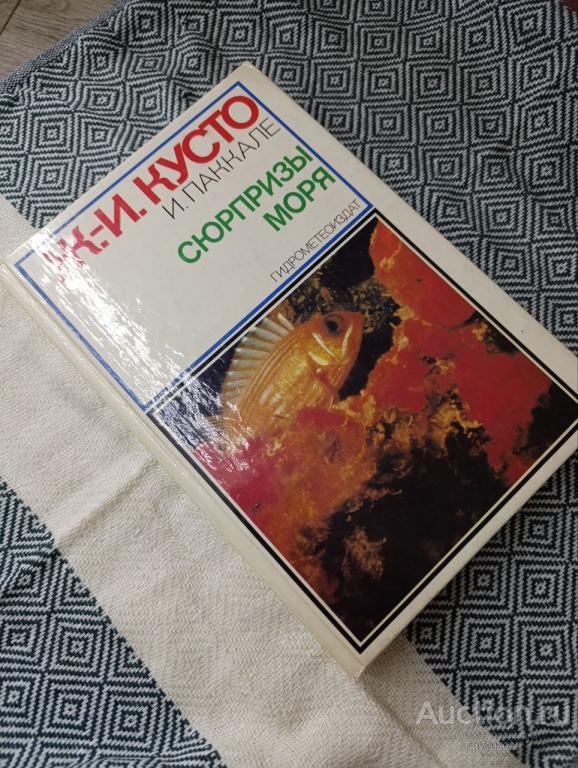 Ж.-И. КУСТО
И. ПАККАЛЕ
СЮРПРИЗЫ
МОРЯ
ГИДРОМЕТЕОИЗДАТ
Auction.ru